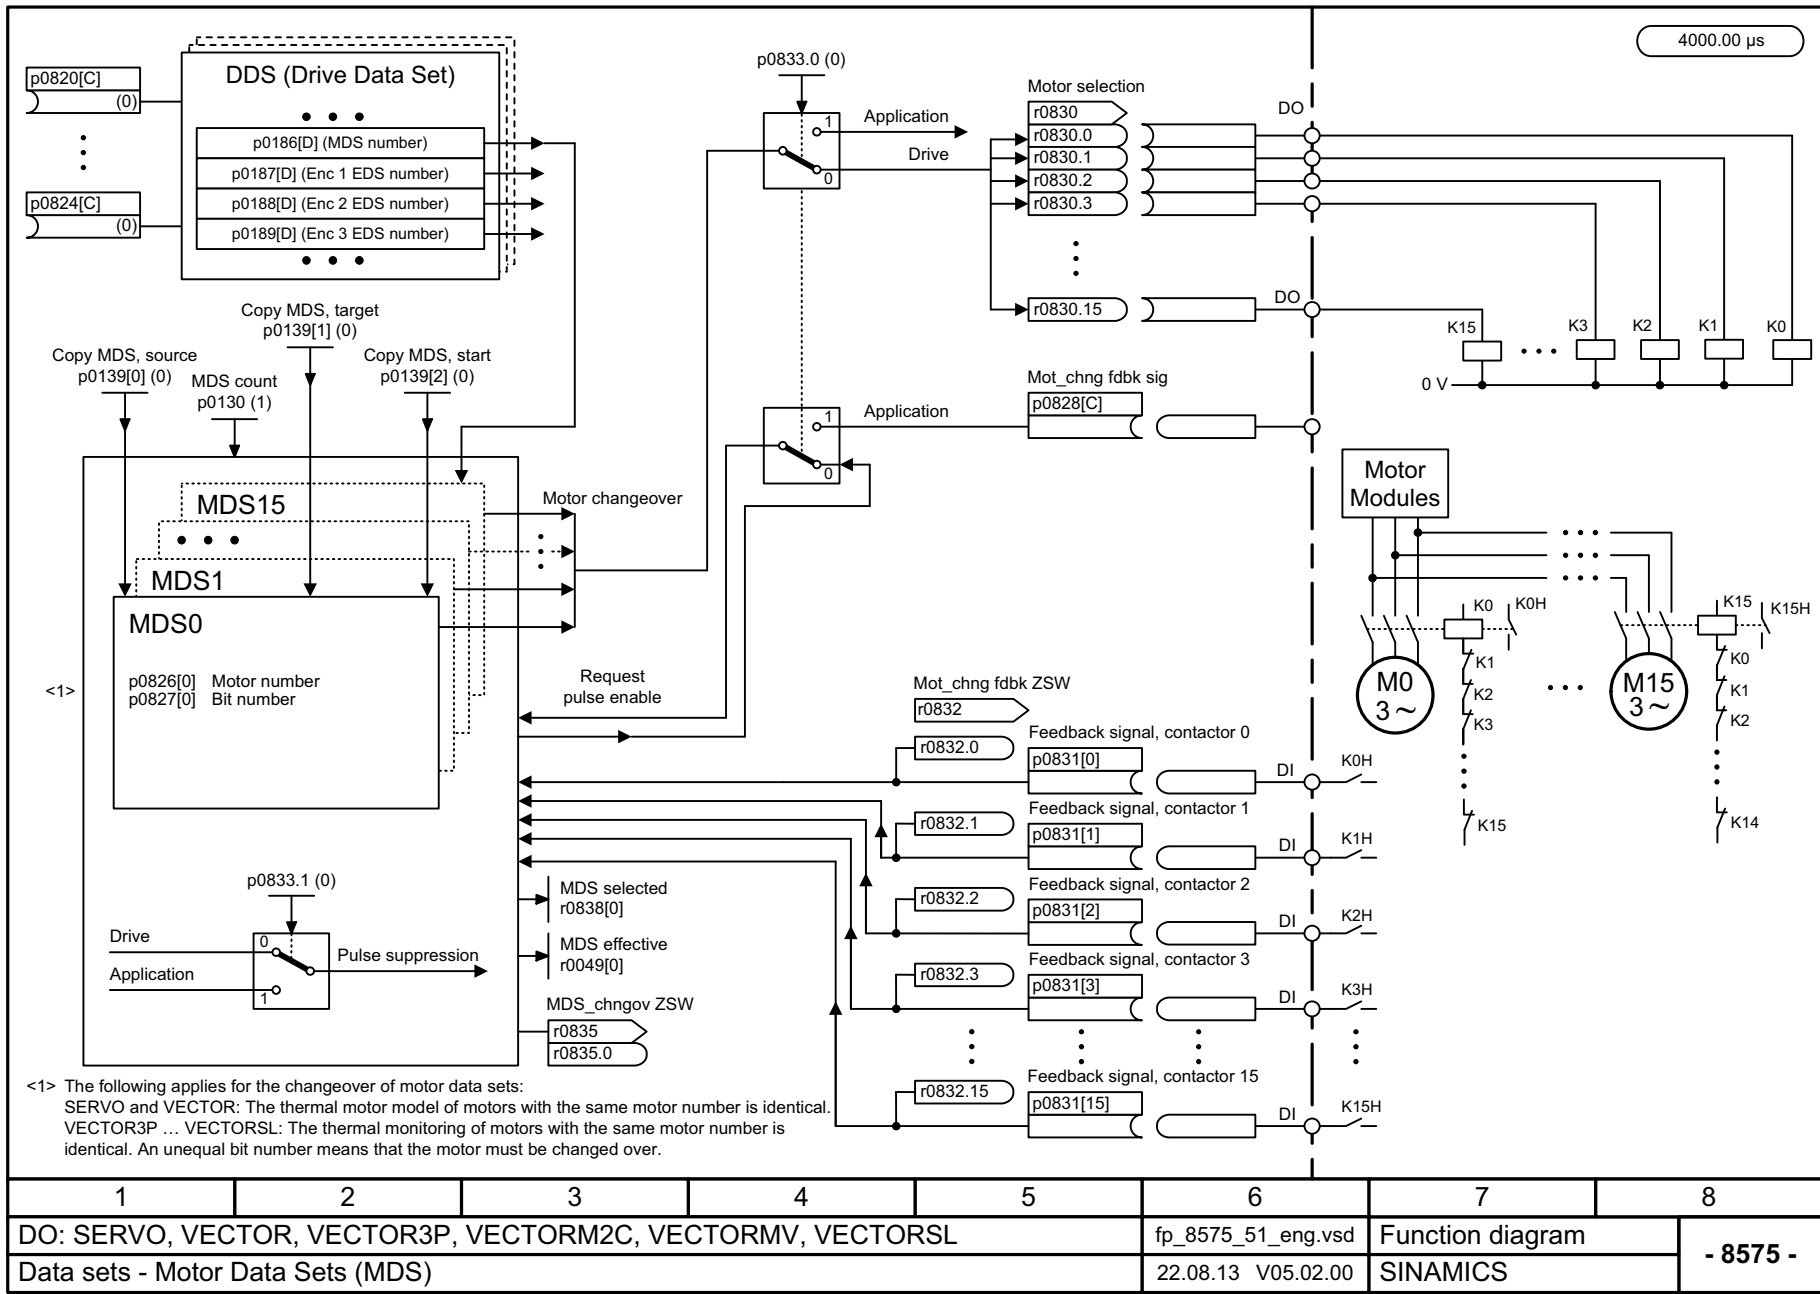 4000.00 µs
p0820[C]
(0)
p0824[C]
(0)
DDS (Drive Data Set)
p0186[D] (MDS number)
p0187[D] (Enc 1 EDS number)
p0188[D] (Enc 2 EDS number)
p0189[D] (Enc 3 EDS number)
p0833.0 (0)
1
0
Application
Drive
Motor selection
r0830
r0830.0
r0830.1
r0830.2
r0830.3
r0830.15
DO
DO
K15
K3
K2
K1
K0
0 V
Copy MDS, target
p0139[1] (0)
Copy MDS, source
p0139[0] (0)
MDS count
p0130 (1)
Copy MDS, start
p0139[2] (0)
1
0
Application
Mot_chng fdbk sig
p0828[C]
MDS15
MDS1
MDS0
p0826[0] Motor number
p0827[0] Bit number
<1>
Motor changeover
Request
pulse enable
Motor
Modules
K0
K0H
K1
K2
K3
K15
M0
3 ~
M15
3 ~
K15
K15H
K0
K1
K2
K14
Mot_chng fdbk ZSW
r0832
r0832.0
Feedback signal, contactor 0
p0831[0]
DI
K0H
r0832.1
Feedback signal, contactor 1
p0831[1]
DI
K1H
r0832.2
Feedback signal, contactor 2
p0831[2]
DI
K2H
r0832.3
Feedback signal, contactor 3
p0831[3]
DI
K3H
r0832.15
Feedback signal, contactor 15
p0831[15]
DI
K15H
p0833.1 (0)
Drive
Application
0
1
Pulse suppression
MDS selected
r0838[0]
MDS effective
r0049[0]
MDS_chngov ZSW
r0835
r0835.0
<1> The following applies for the changeover of motor data sets:
SERVO and VECTOR: The thermal motor model of motors with the same motor number is identical.
VECTOR3P … VECTORSL: The thermal monitoring of motors with the same motor number is
identical. An unequal bit number means that the motor must be changed over.
1 2 3 4 5 6 7 8
DO: SERVO, VECTOR, VECTOR3P, VECTORM2C, VECTORMV, VECTORSL
fp_8575_51_eng.vsd
Function diagram
- 8575 -
Data sets - Motor Data Sets (MDS)
22.08.13 V05.02.00
SINAMICS